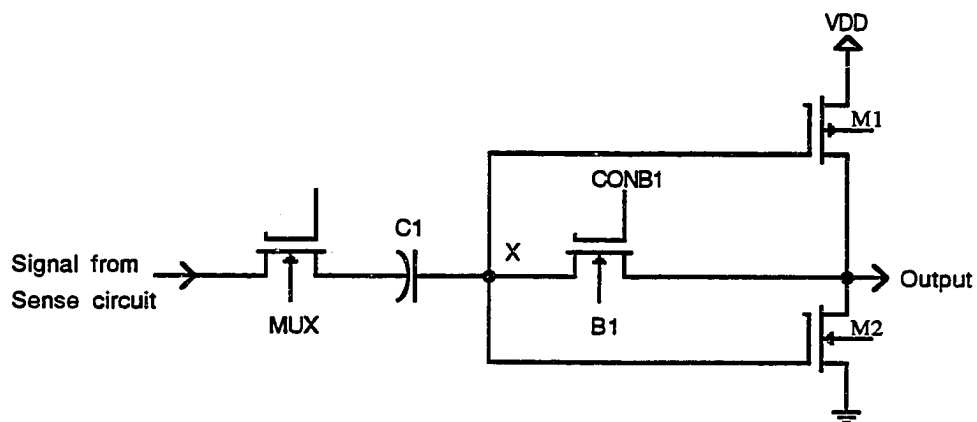 VDD
M1
CONB1
C1
X
Signal from
Sense circuit
MUX
B1
Output
M2